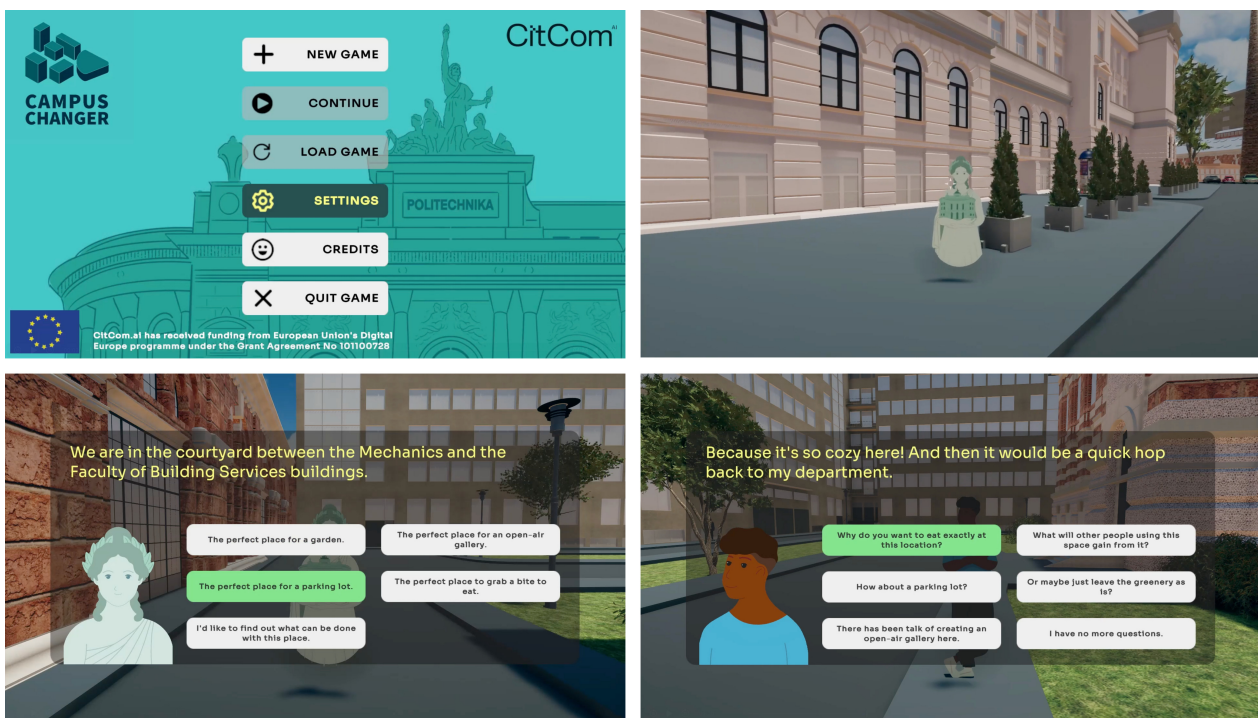 CAMPUS
CHANGER
CitCom.ai
NEW GAME
CONTINUE
LOAD GAME
SETTINGS
CREDITS
QUIT GAME
POLITECHNIKA
CitCom.ai has received funding from European Union's Digital
Europe programme under the Grant Agreement No 101100728
We are in the courtyard between the Mechanics and the
Faculty of Building Services buildings.
The perfect place for a garden.
The perfect place for an open-air
gallery.
The perfect place for a parking lot.
The perfect place to grab a bite to
eat.
I'd like to find out what can be done
with this place.
Because it's so cozy here! And then it would be a quick hop
back to my department.
Why do you want to eat exactly at
this location?
What will other people using this
space gain from it?
How about a parking lot?
Or maybe just leave the greenery as
is?
There has been talk of creating an
open-air gallery here.
I have no more questions.